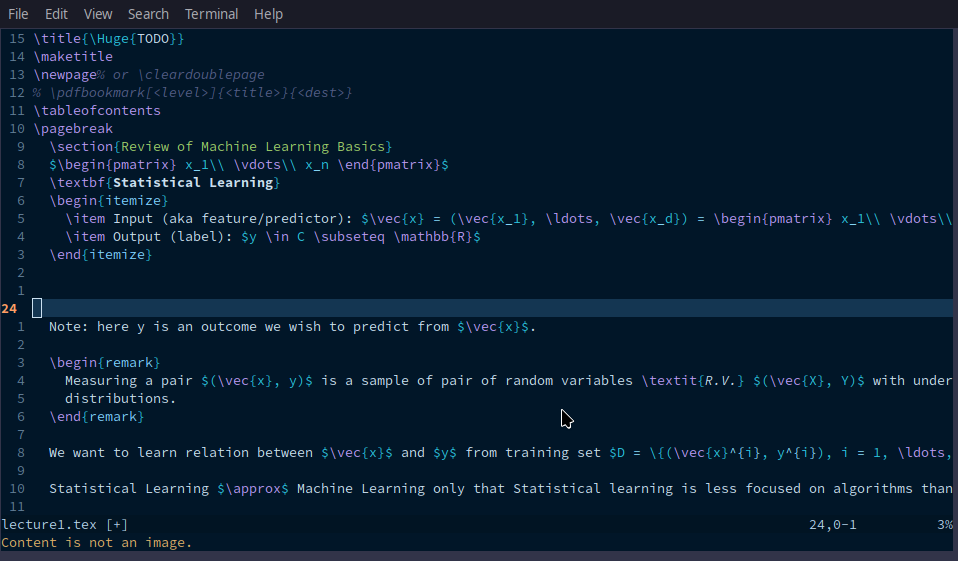 File Edit View Search Terminal Help
15 \title{\Huge{TODO}}
14 \maketitle
13 \newpage% or \cleardoublepage
12 % \pdfbookmark[<level>]{<title>}{<dest>}
11 \tableofcontents
10 \pagebreak
9 \section{Review of Machine Learning Basics}
8 $\begin{pmatrix} x_1\\ \vdots\\ x_n \end{pmatrix}$
7 \textbf{Statistical Learning}
6 \begin{itemize}
5 \item Input (aka feature/predictor): $\vec{x} = (\vec{x_1}, \ldots, \vec{x_d}) = \begin{pmatrix} x_1\\ \vdots\\
4 \item Output (label): $y \in C \subseteq \mathbb{R}$
3 \end{itemize}
2
1
24
1 Note: here y is an outcome we wish to predict from $\vec{x}$.
2
3 \begin{remark}
4 Measuring a pair $(\vec{x}, y)$ is a sample of pair of random variables \textit{R.V.} $(\vec{X}, Y)$ with under
5 distributions.
6 \end{remark}
7
8 We want to learn relation between $\vec{x}$ and $y$ from training set $D = \{(\vec{x}^{i}, y^{i}), i = 1, \ldots,
9
10 Statistical Learning $\approx$ Machine Learning only that Statistical learning is less focused on algorithms than
11
lecture1.tex [+] 24,0-1 3%
Content is not an image.